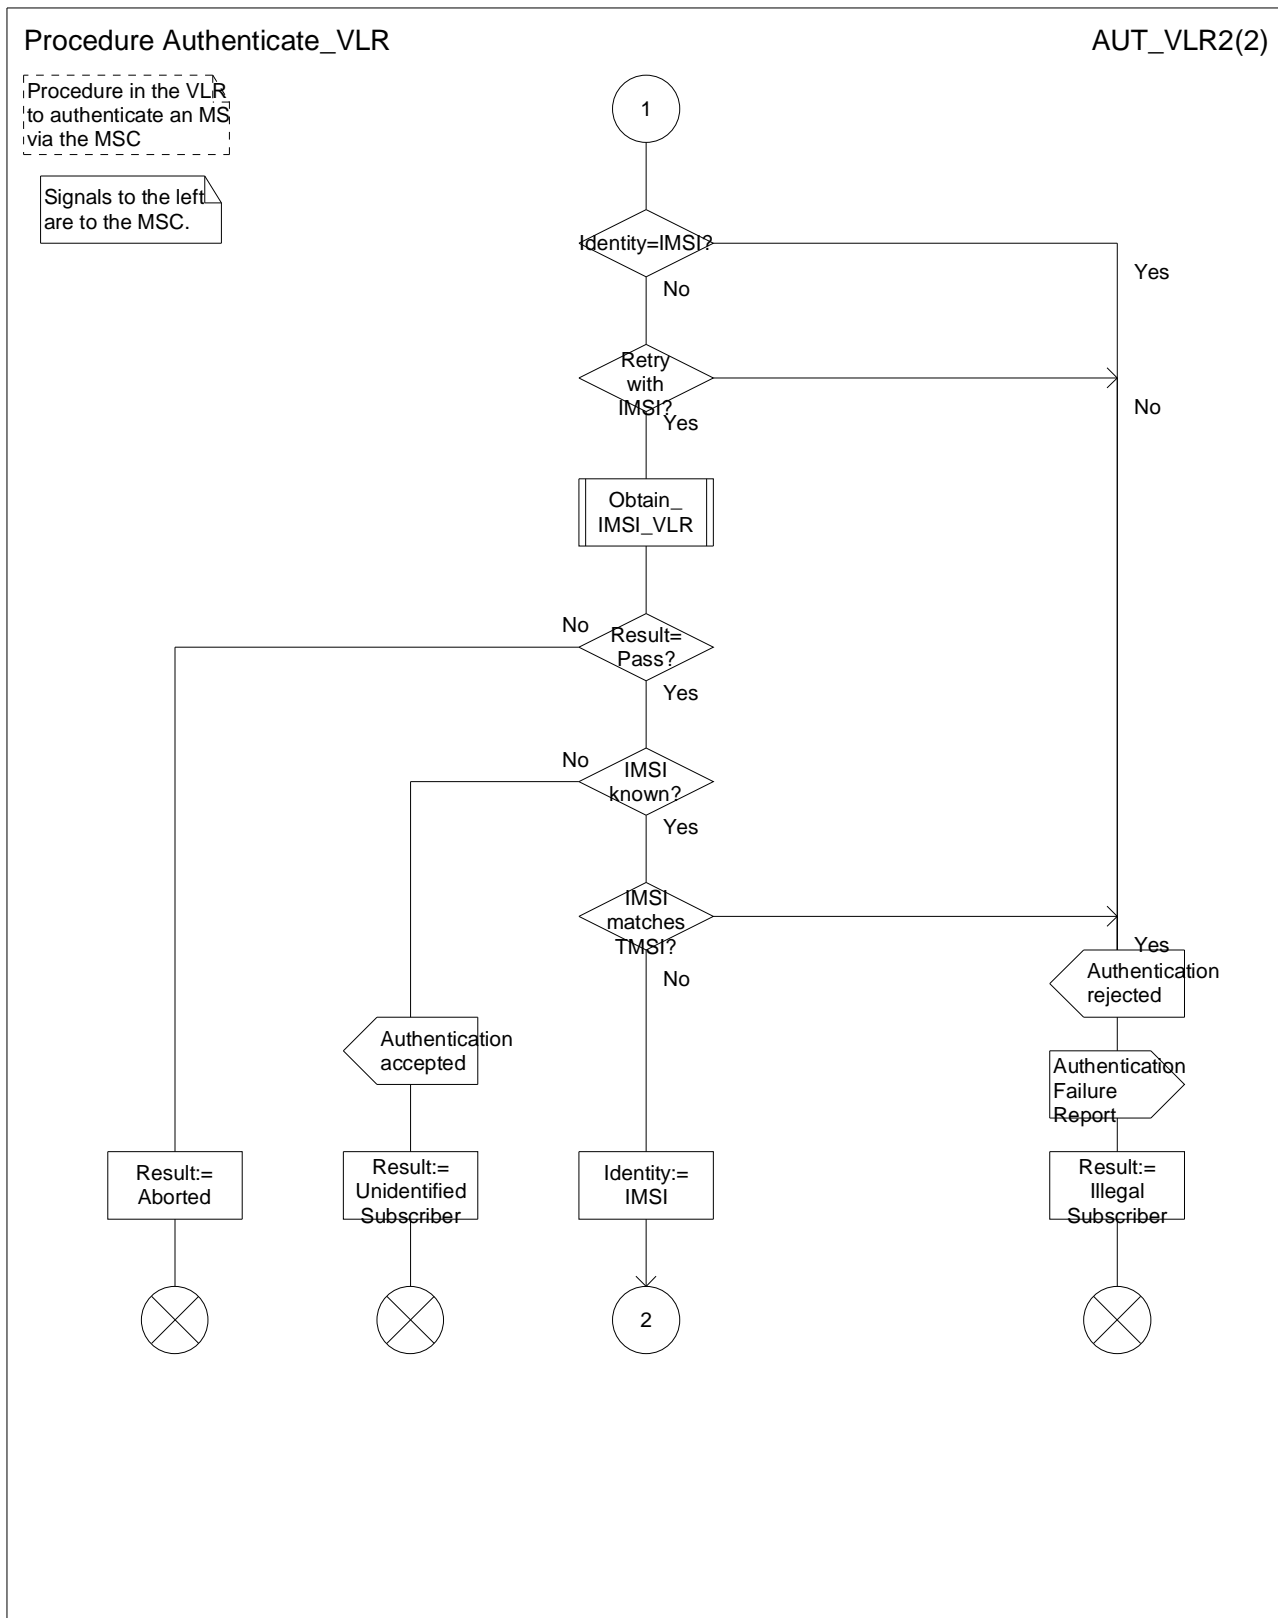 Procedure Authenticate_VLR
AUT_VLR2(2)
Procedure in the VLR
to authenticate an MS
via the MSC
Signals to the left
are to the MSC.
1
Identity=IMSI?
Yes
No
Retry
with
IMSI?
No
Yes
Obtain_
IMSI_VLR
No
Result=
Pass?
Yes
No
IMSI
known?
Yes
IMSI
matches
TMSI?
Yes
No
Authentication
rejected
Authentication
accepted
Authentication
Failure
Report
Result:=
Aborted
Result:=
Unidentified
Subscriber
Identity:=
IMSI
Result:=
Illegal
Subscriber
2